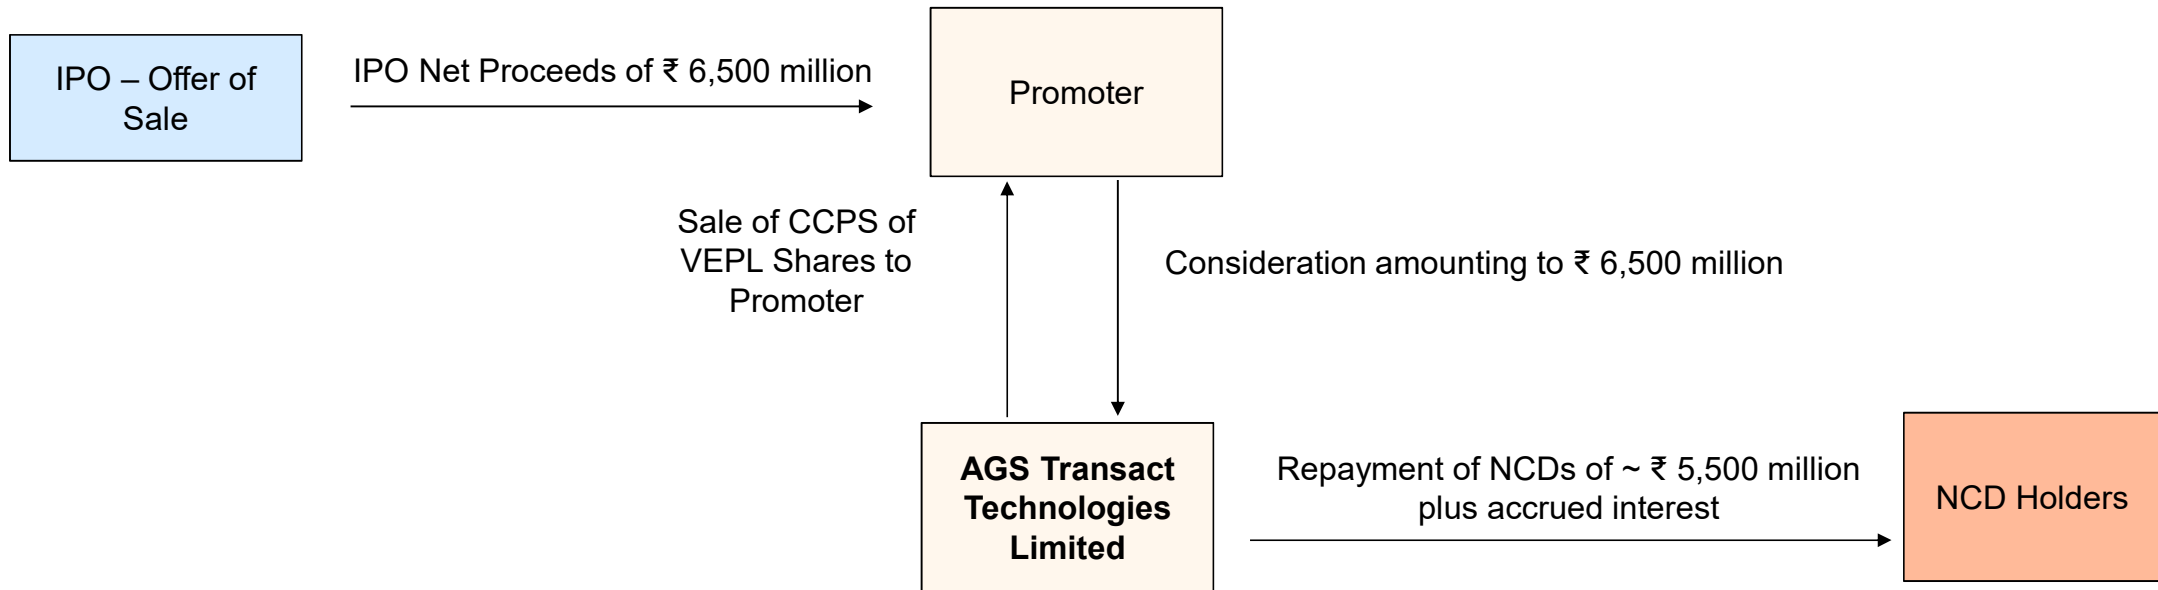 IPO – Offer of
Sale
IPO Net Proceeds of ₹ 6,500 million
Promoter
Sale of CCPS of
VEPL Shares to
Promoter
Consideration amounting to ₹ 6,500 million
AGS Transact
Technologies
Limited
Repayment of NCDs of ~ ₹ 5,500 million
plus accrued interest
NCD Holders